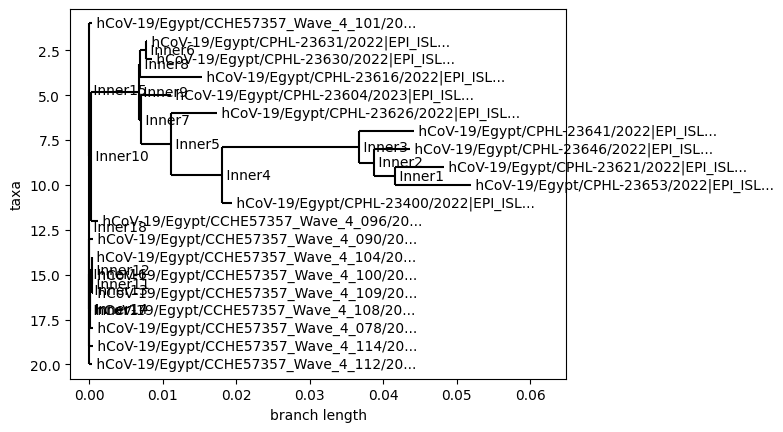 hCoV-19/Egypt/CCHE57357_Wave_4_101/20...
hCoV-19/Egypt/CPHL-23631/2022|EPI_ISL...
Inner6
hCoV-19/Egypt/CPHL-23630/2022|EPI_ISL...
Inner8
hCoV-19/Egypt/CPHL-23616/2022|EPI_ISL...
Inner15
Inner9
hCoV-19/Egypt/CPHL-23604/2023|EPI_ISL...
hCoV-19/Egypt/CPHL-23626/2022|EPI_ISL...
Inner7
hCoV-19/Egypt/CPHL-23641/2022|EPI_ISL...
Inner5
Inner3
hCoV-19/Egypt/CPHL-23646/2022|EPI_ISL...
Inner10
Inner2
hCoV-19/Egypt/CPHL-23621/2022|EPI_ISL...
Inner4
Inner1
hCoV-19/Egypt/CPHL-23653/2022|EPI_ISL...
hCoV-19/Egypt/CPHL-23400/2022|EPI_ISL...
hCoV-19/Egypt/CCHE57357_Wave_4_096/20...
Inner18
hCoV-19/Egypt/CCHE57357_Wave_4_090/20...
hCoV-19/Egypt/CCHE57357_Wave_4_104/20...
Inner12
hCoV-19/Egypt/CCHE57357_Wave_4_100/20...
Inner11
Inner13
hCoV-19/Egypt/CCHE57357_Wave_4_109/20...
hCoV-19/Egypt/CCHE57357_Wave_4_108/20...
hCoV-19/Egypt/CCHE57357_Wave_4_078/20...
hCoV-19/Egypt/CCHE57357_Wave_4_114/20...
hCoV-19/Egypt/CCHE57357_Wave_4_112/20...
2.5
5.0
7.5
10.0
12.5
15.0
17.5
20.0
taxa
0.00 0.01 0.02 0.03 0.04 0.05 0.06
branch length